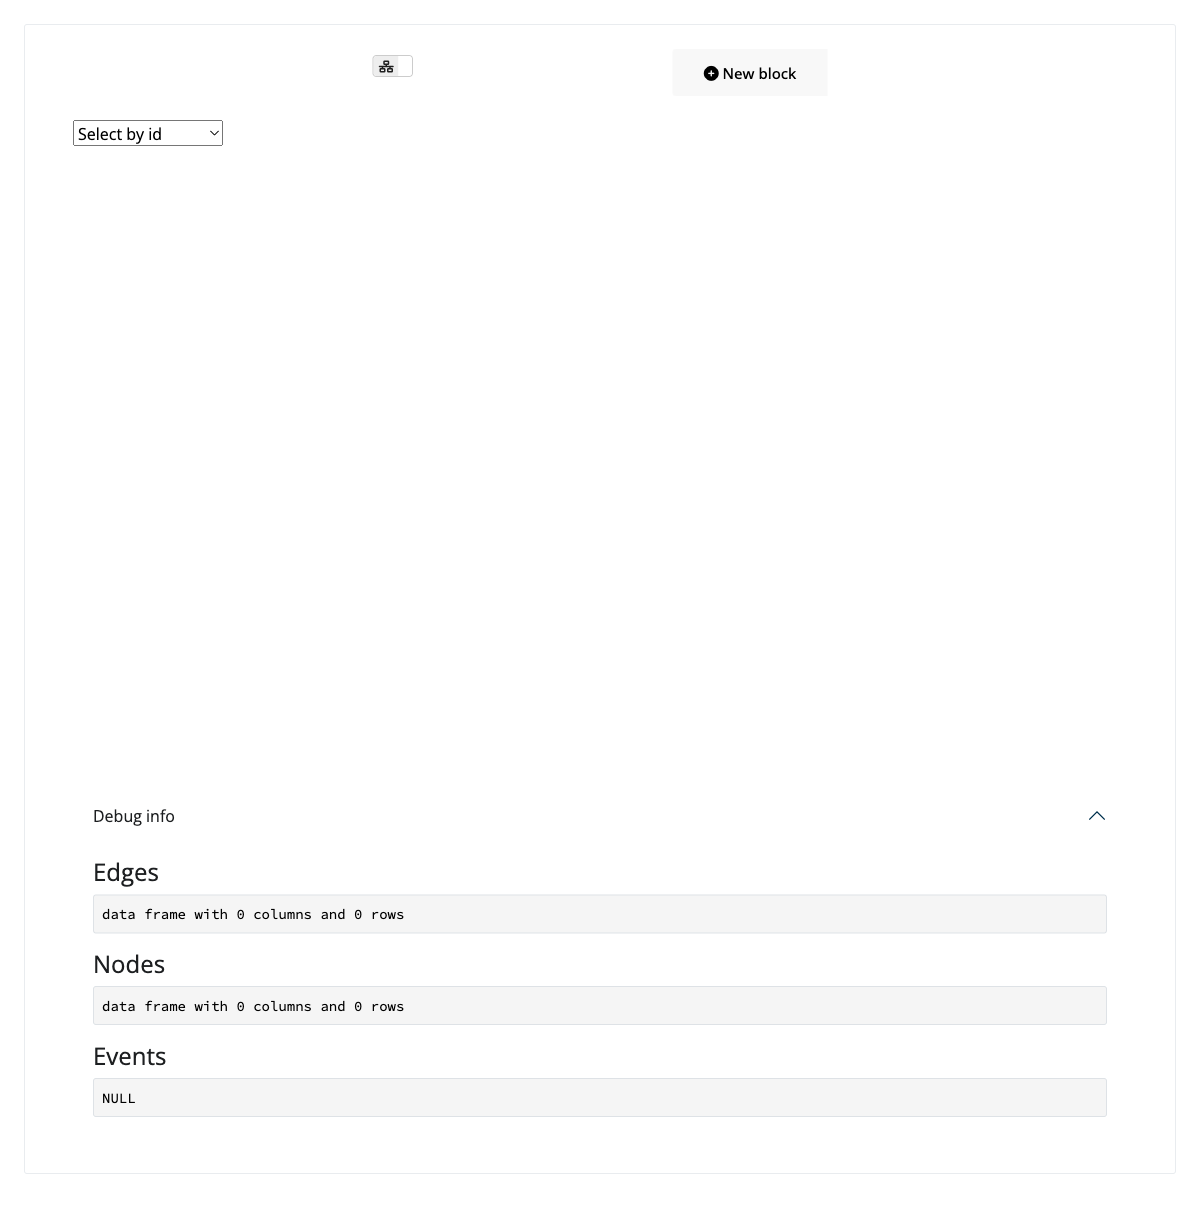 New block
Select by id
Debug info
Edges
data frame with 0 columns and 0 rows
Nodes
data frame with 0 columns and 0 rows
Events
NULL